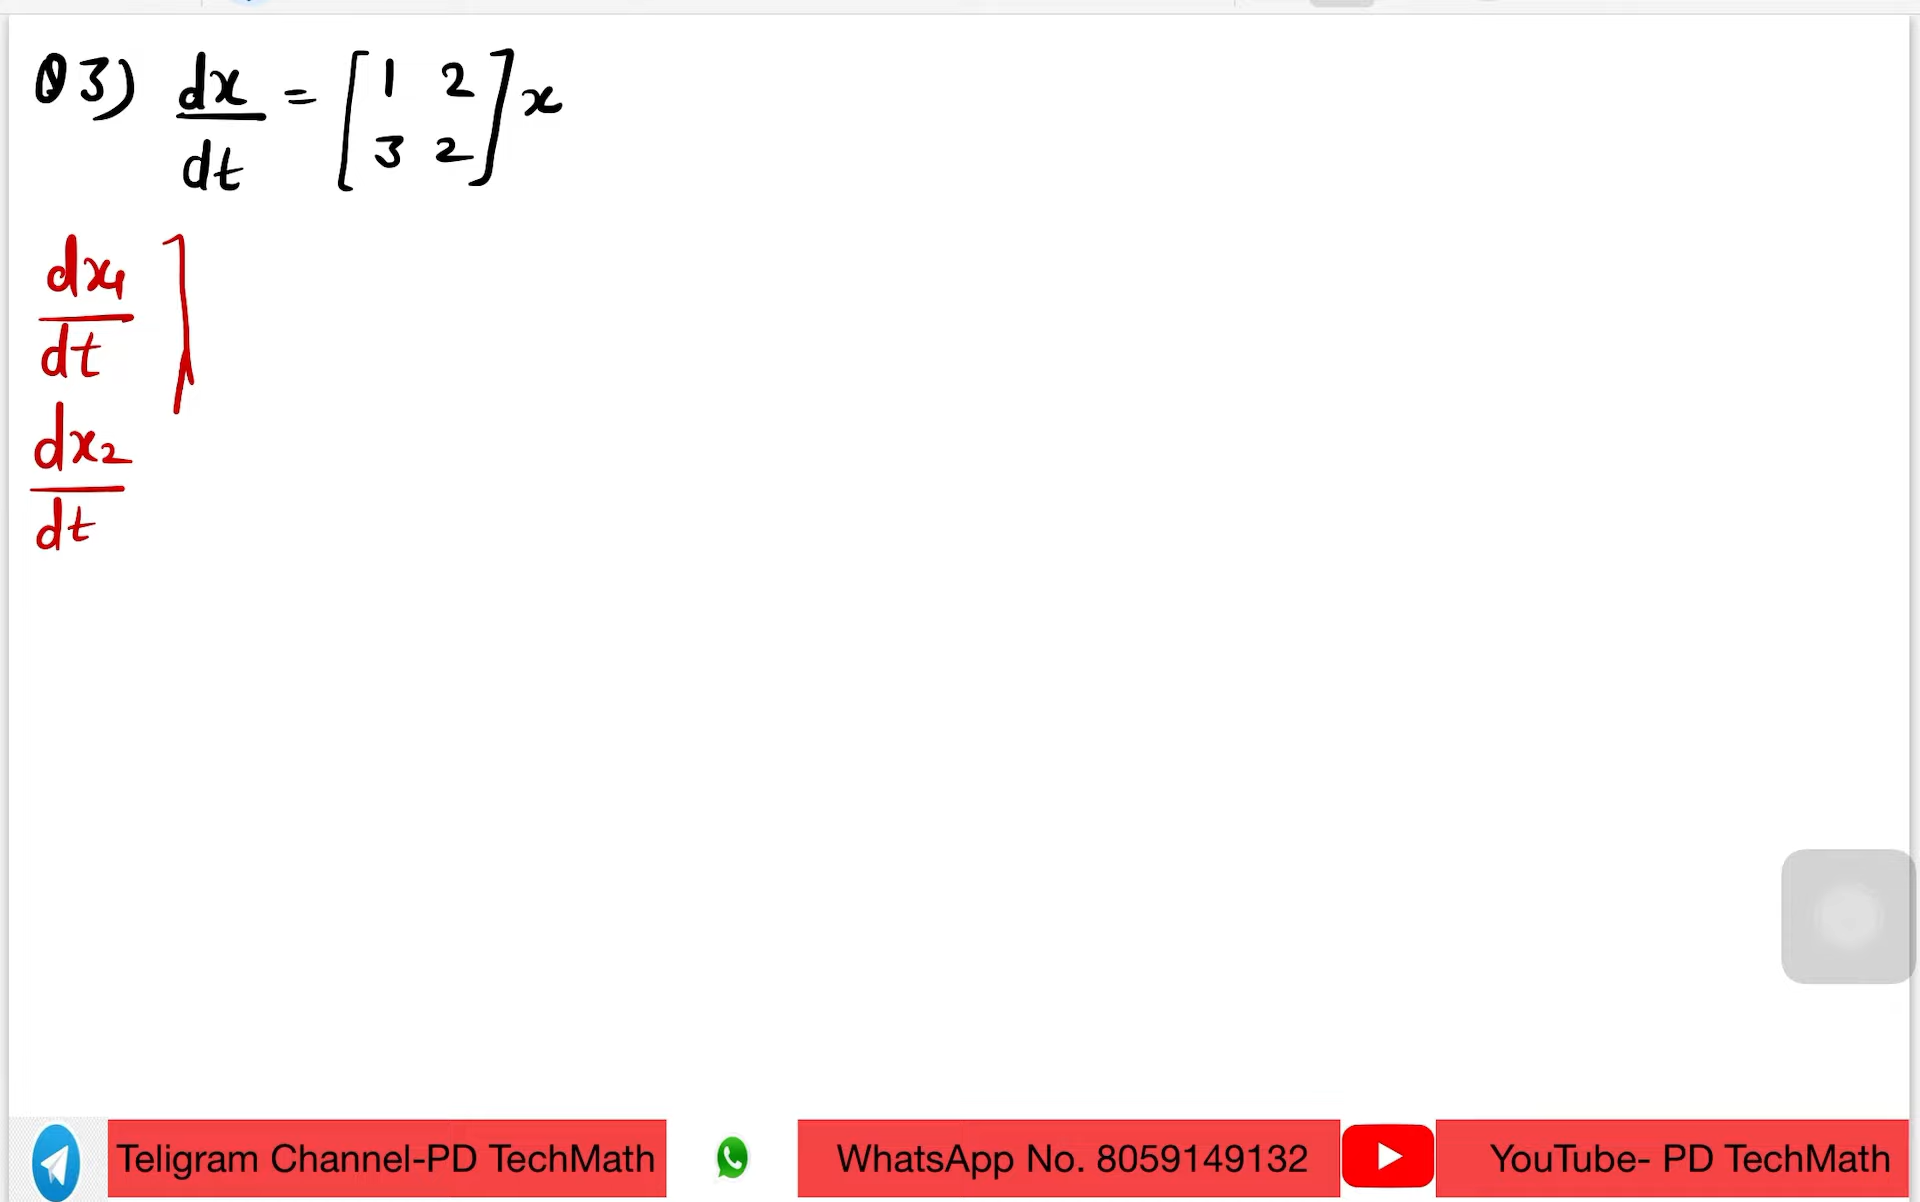 Q3) dx/dt = [1 2 3 2] x
dx1/dt ]
dx2/dt
Teligram Channel-PD TechMath
WhatsApp No. 8059149132
YouTube- PD TechMath